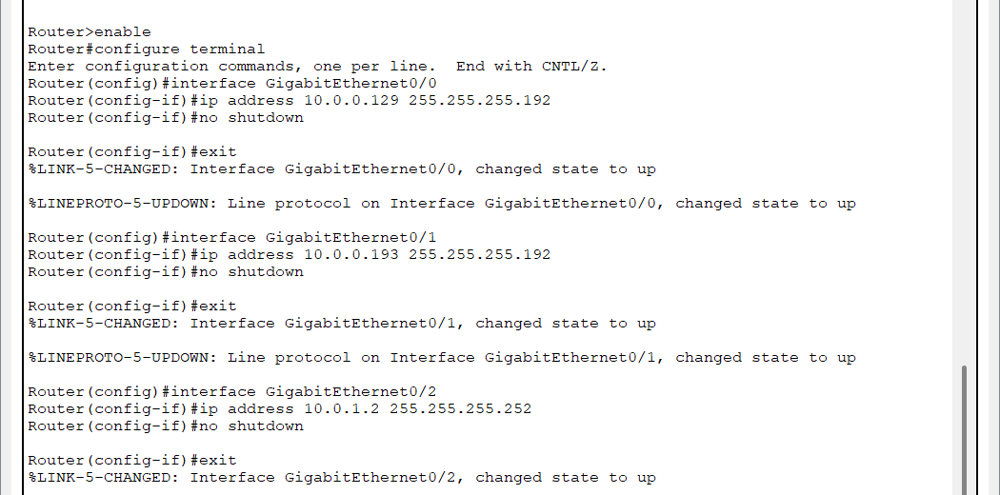 Router>enable
Router#configure terminal
Enter configuration commands, one per line.  End with CNTL/Z.
Router(config)#interface GigabitEthernet0/0
Router(config-if)#ip address 10.0.0.129 255.255.255.192
Router(config-if)#no shutdown
Router(config-if)#exit
%LINK-5-CHANGED: Interface GigabitEthernet0/0, changed state to up
%LINEPROTO-5-UPDOWN: Line protocol on Interface GigabitEthernet0/0, changed state to up
Router(config)#interface GigabitEthernet0/1
Router(config-if)#ip address 10.0.0.193 255.255.255.192
Router(config-if)#no shutdown
Router(config-if)#exit
%LINK-5-CHANGED: Interface GigabitEthernet0/1, changed state to up
%LINEPROTO-5-UPDOWN: Line protocol on Interface GigabitEthernet0/1, changed state to up
Router(config)#interface GigabitEthernet0/2
Router(config-if)#ip address 10.0.1.2 255.255.255.252
Router(config-if)#no shutdown
Router(config-if)#exit
%LINK-5-CHANGED: Interface GigabitEthernet0/2, changed state to up